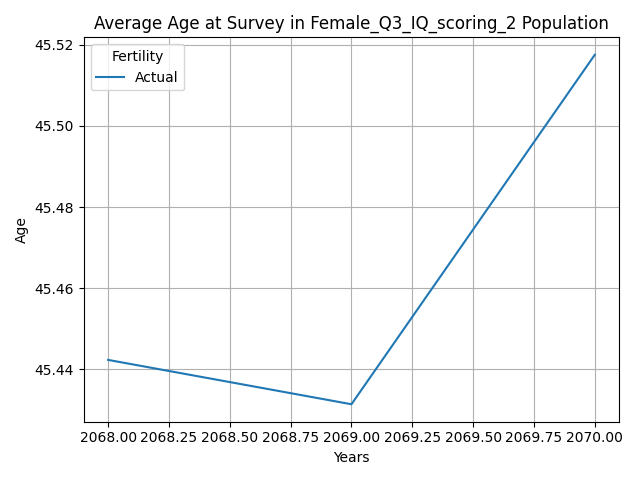 Average Age at Survey in Female_Q3_IQ_scoring_2 Population
Fertility
Actual
45.52
45.50
45.48
45.46
45.44
Age
2068.00 2068.25 2068.50 2068.75 2069.00 2069.25 2069.50 2069.75 2070.00
Years